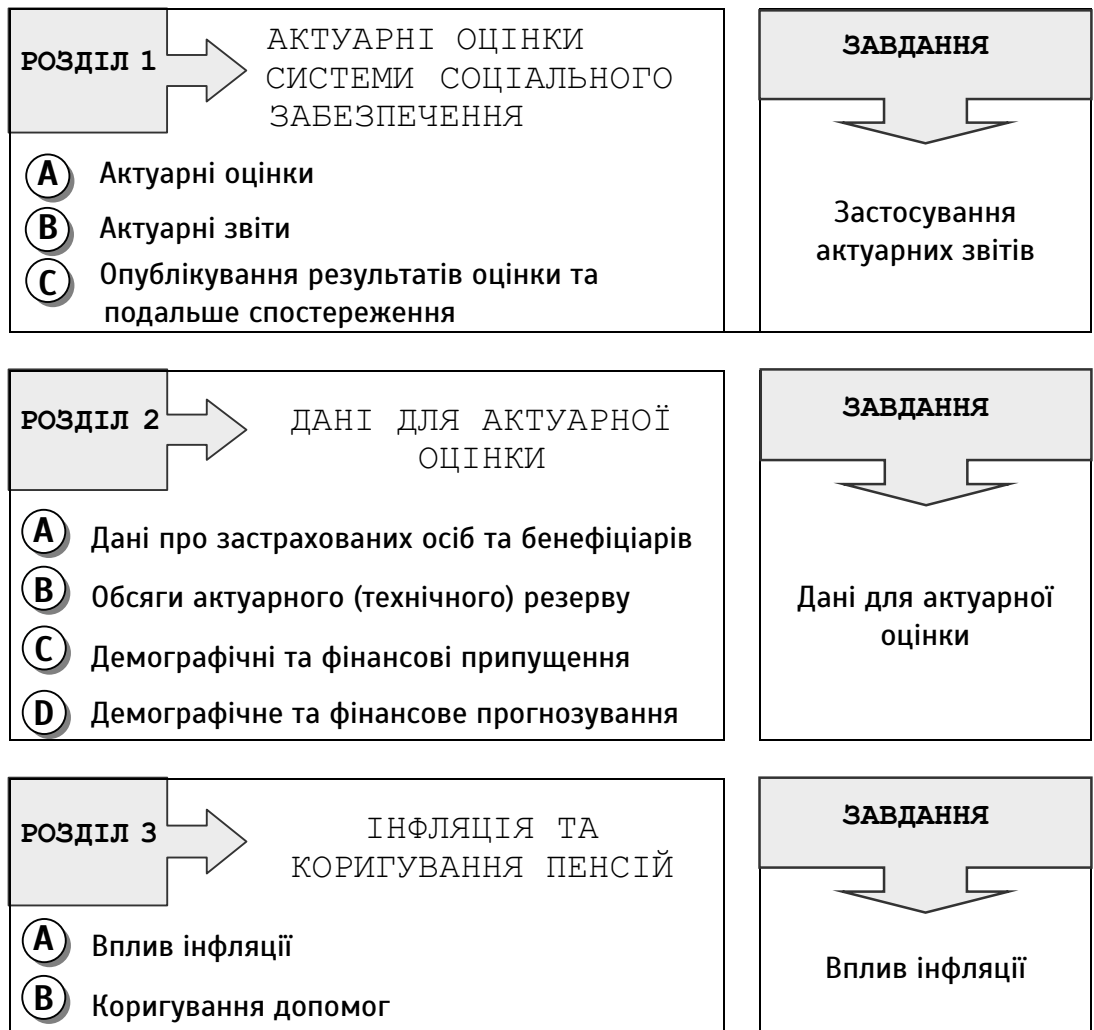 РОЗДІЛ 1
АКТУАРНІ ОЦІНКИ
СИСТЕМИ СОЦІАЛЬНОГО
ЗАБЕЗПЕЧЕННЯ
A Актуарні оцінки
B Актуарні звіти
C Опублікування результатів оцінки та
подальше спостереження
ЗАВДАННЯ
Застосування
актуарних звітів
РОЗДІЛ 2
ДАНІ ДЛЯ АКТУАРНОЇ
ОЦІНКИ
A Дані про застрахованих осіб та бенефіціарів
B Обсяги актуарного (технічного) резерву
C Демографічні та фінансові припущення
D Демографічне та фінансове прогнозування
ЗАВДАННЯ
Дані для актуарної
оцінки
РОЗДІЛ 3
ІНФЛЯЦІЯ ТА
КОРИГУВАННЯ ПЕНСІЙ
A Вплив інфляції
B Коригування допомог
ЗАВДАННЯ
Вплив інфляції